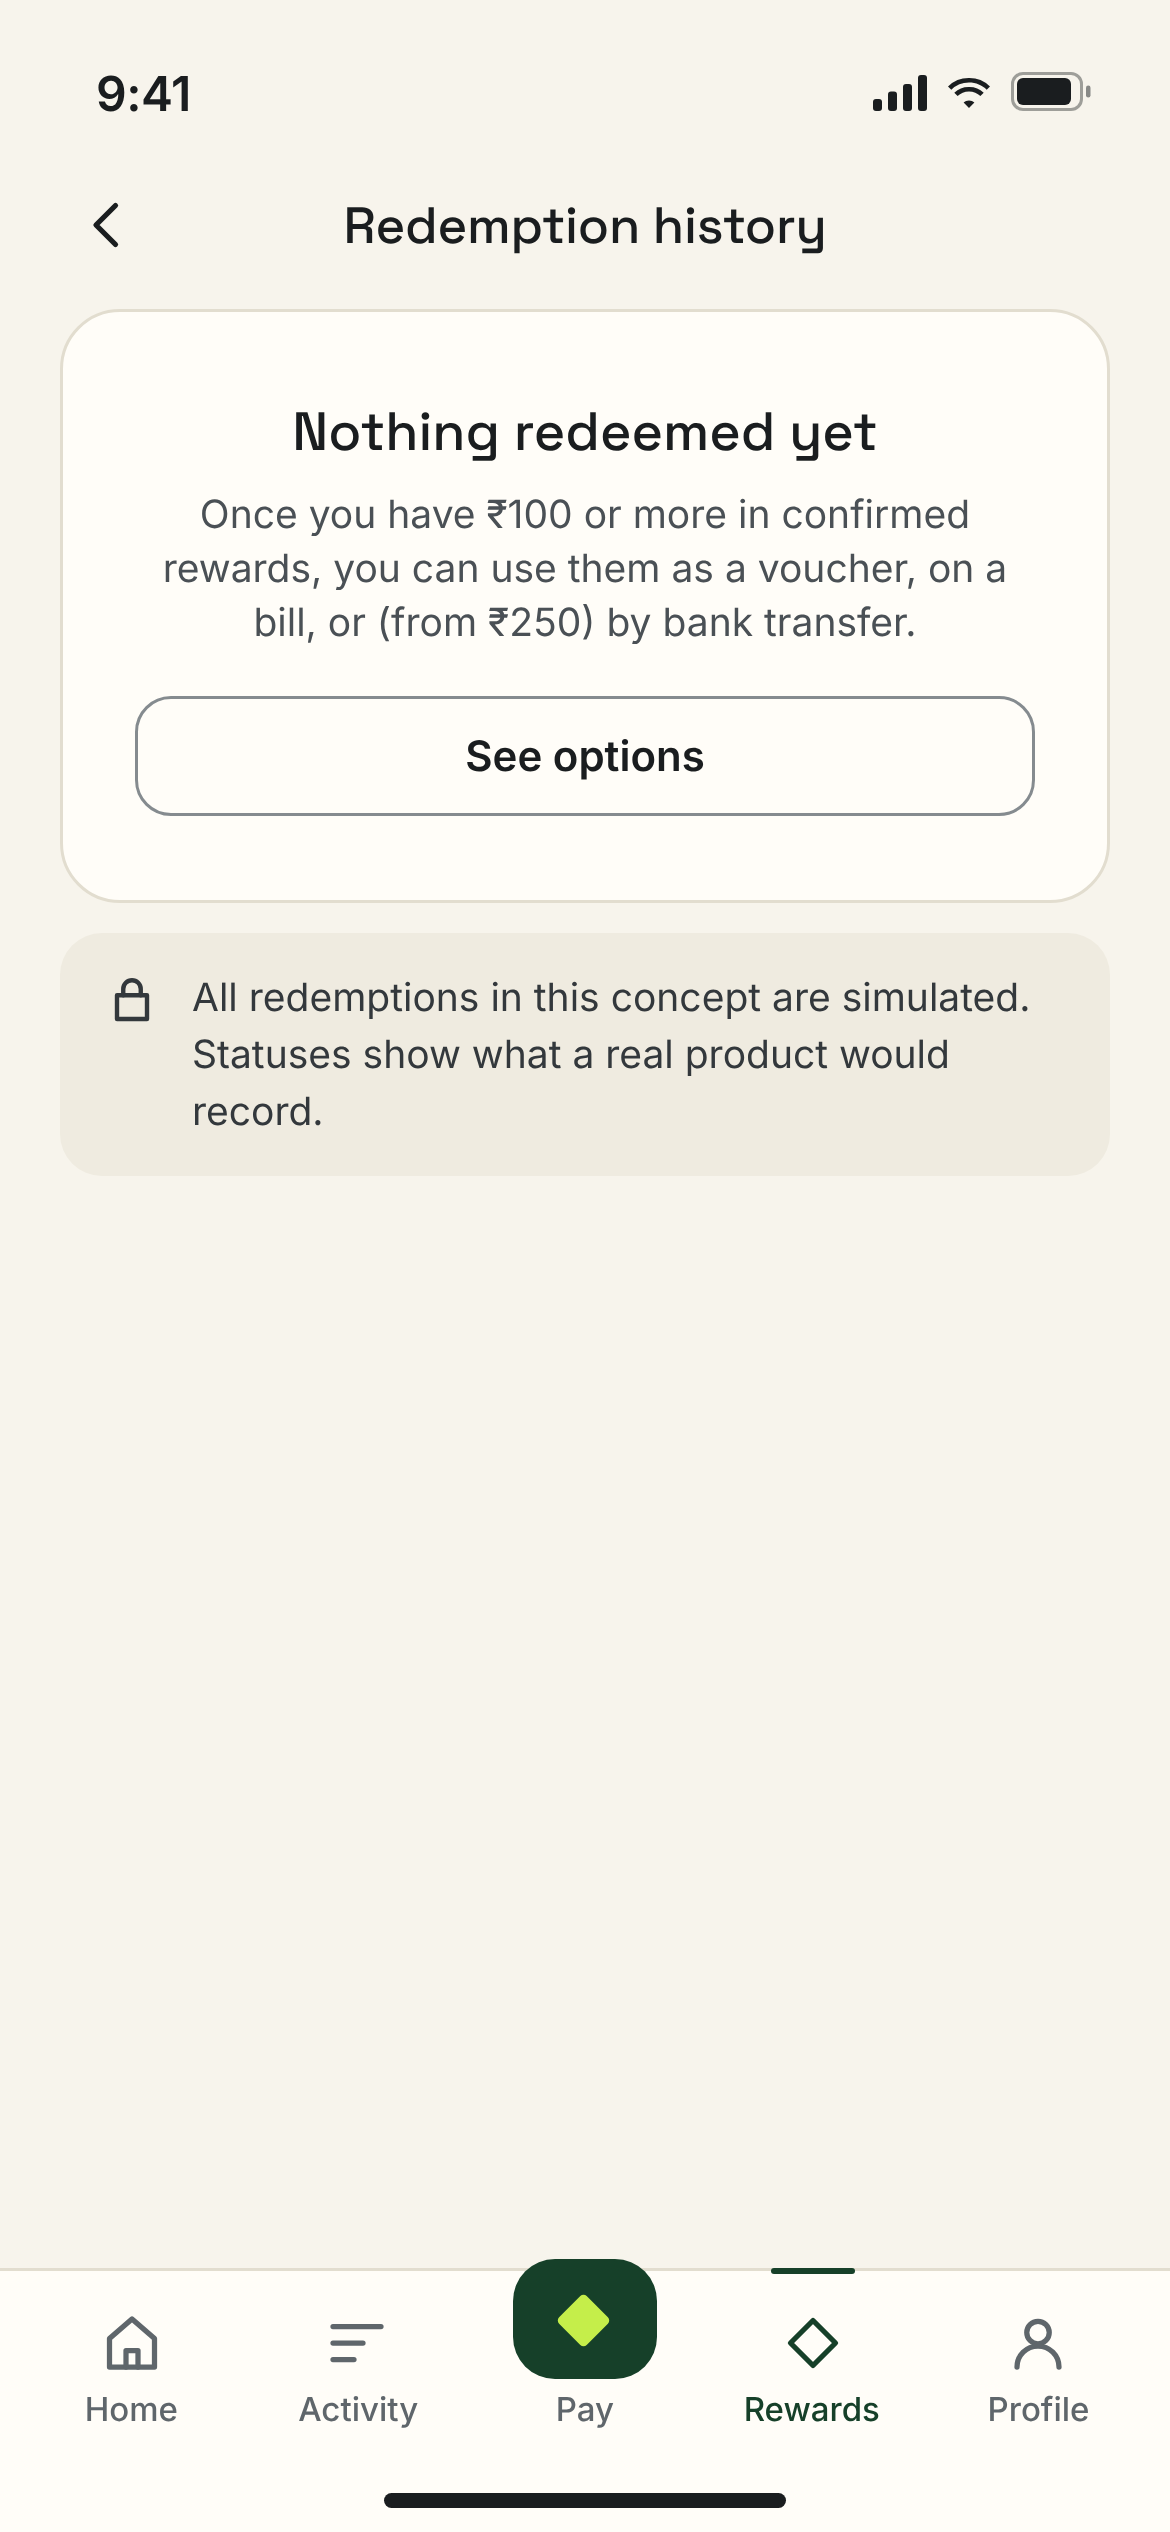 9:41
Redemption history
Nothing redeemed yet
Once you have ₹100 or more in confirmed
rewards, you can use them as a voucher, on a
bill, or (from ₹250) by bank transfer.
See options
All redemptions in this concept are simulated.
Statuses show what a real product would
record.
Home
Activity
Pay
Rewards
Profile